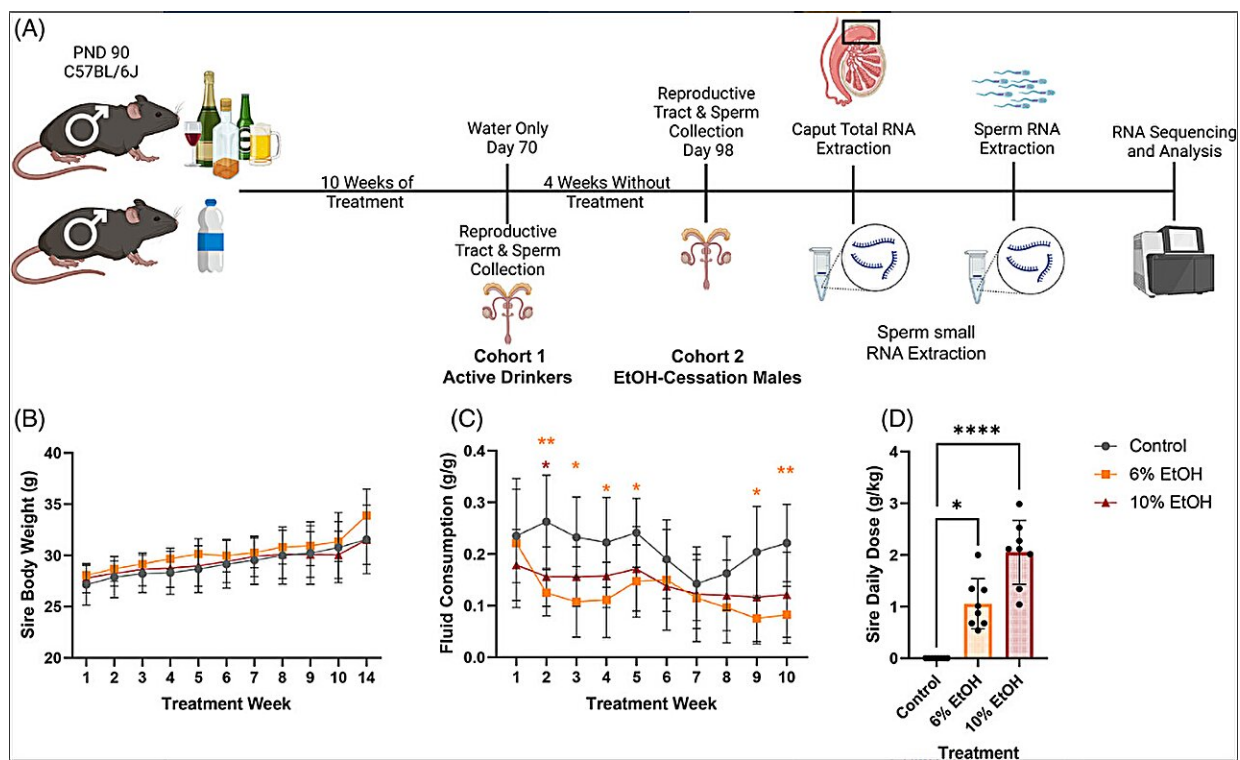 (A)
PND 90
C57BL/6J
10 Weeks of
Treatment
Water Only
Day 70
Reproductive
Tract & Sperm
Collection
Cohort 1
Active Drinkers
4 Weeks Without
Treatment
Reproductive
Tract & Sperm
Collection
Day 98
Cohort 2
EtOH-Cessation Males
Caput Total RNA
Extraction
Sperm RNA
Extraction
Sperm small
RNA Extraction
RNA Sequencing
and Analysis
(B)
Sire Body Weight (g)
40
35
30
25
20
1 2 3 4 5 6 7 8 9 10 14
Treatment Week
(C)
Fluid Consumption (g/g)
0.4
0.3
0.2
0.1
0.0
** * * * * **
*
1 2 3 4 5 6 7 8 9 10
Treatment Week
(D)
Sire Daily Dose (g/kg)
4
3
2
1
0
****
*
Control
6% EtOH
10% EtOH
Treatment
Control
6% EtOH
10% EtOH